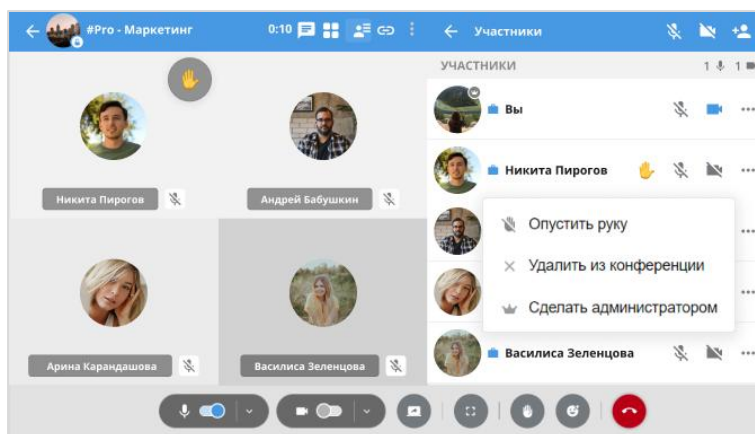 #Pro - Маркетинг
0:10
Участники
УЧАСТНИКИ
1
1
Вы
Никита Пирогов
Опустить руку
Удалить из конференции
Сделать администратором
Василиса Зеленцова
Никита Пирогов
Андрей Бабушкин
Арина Карандашова
Василиса Зеленцова